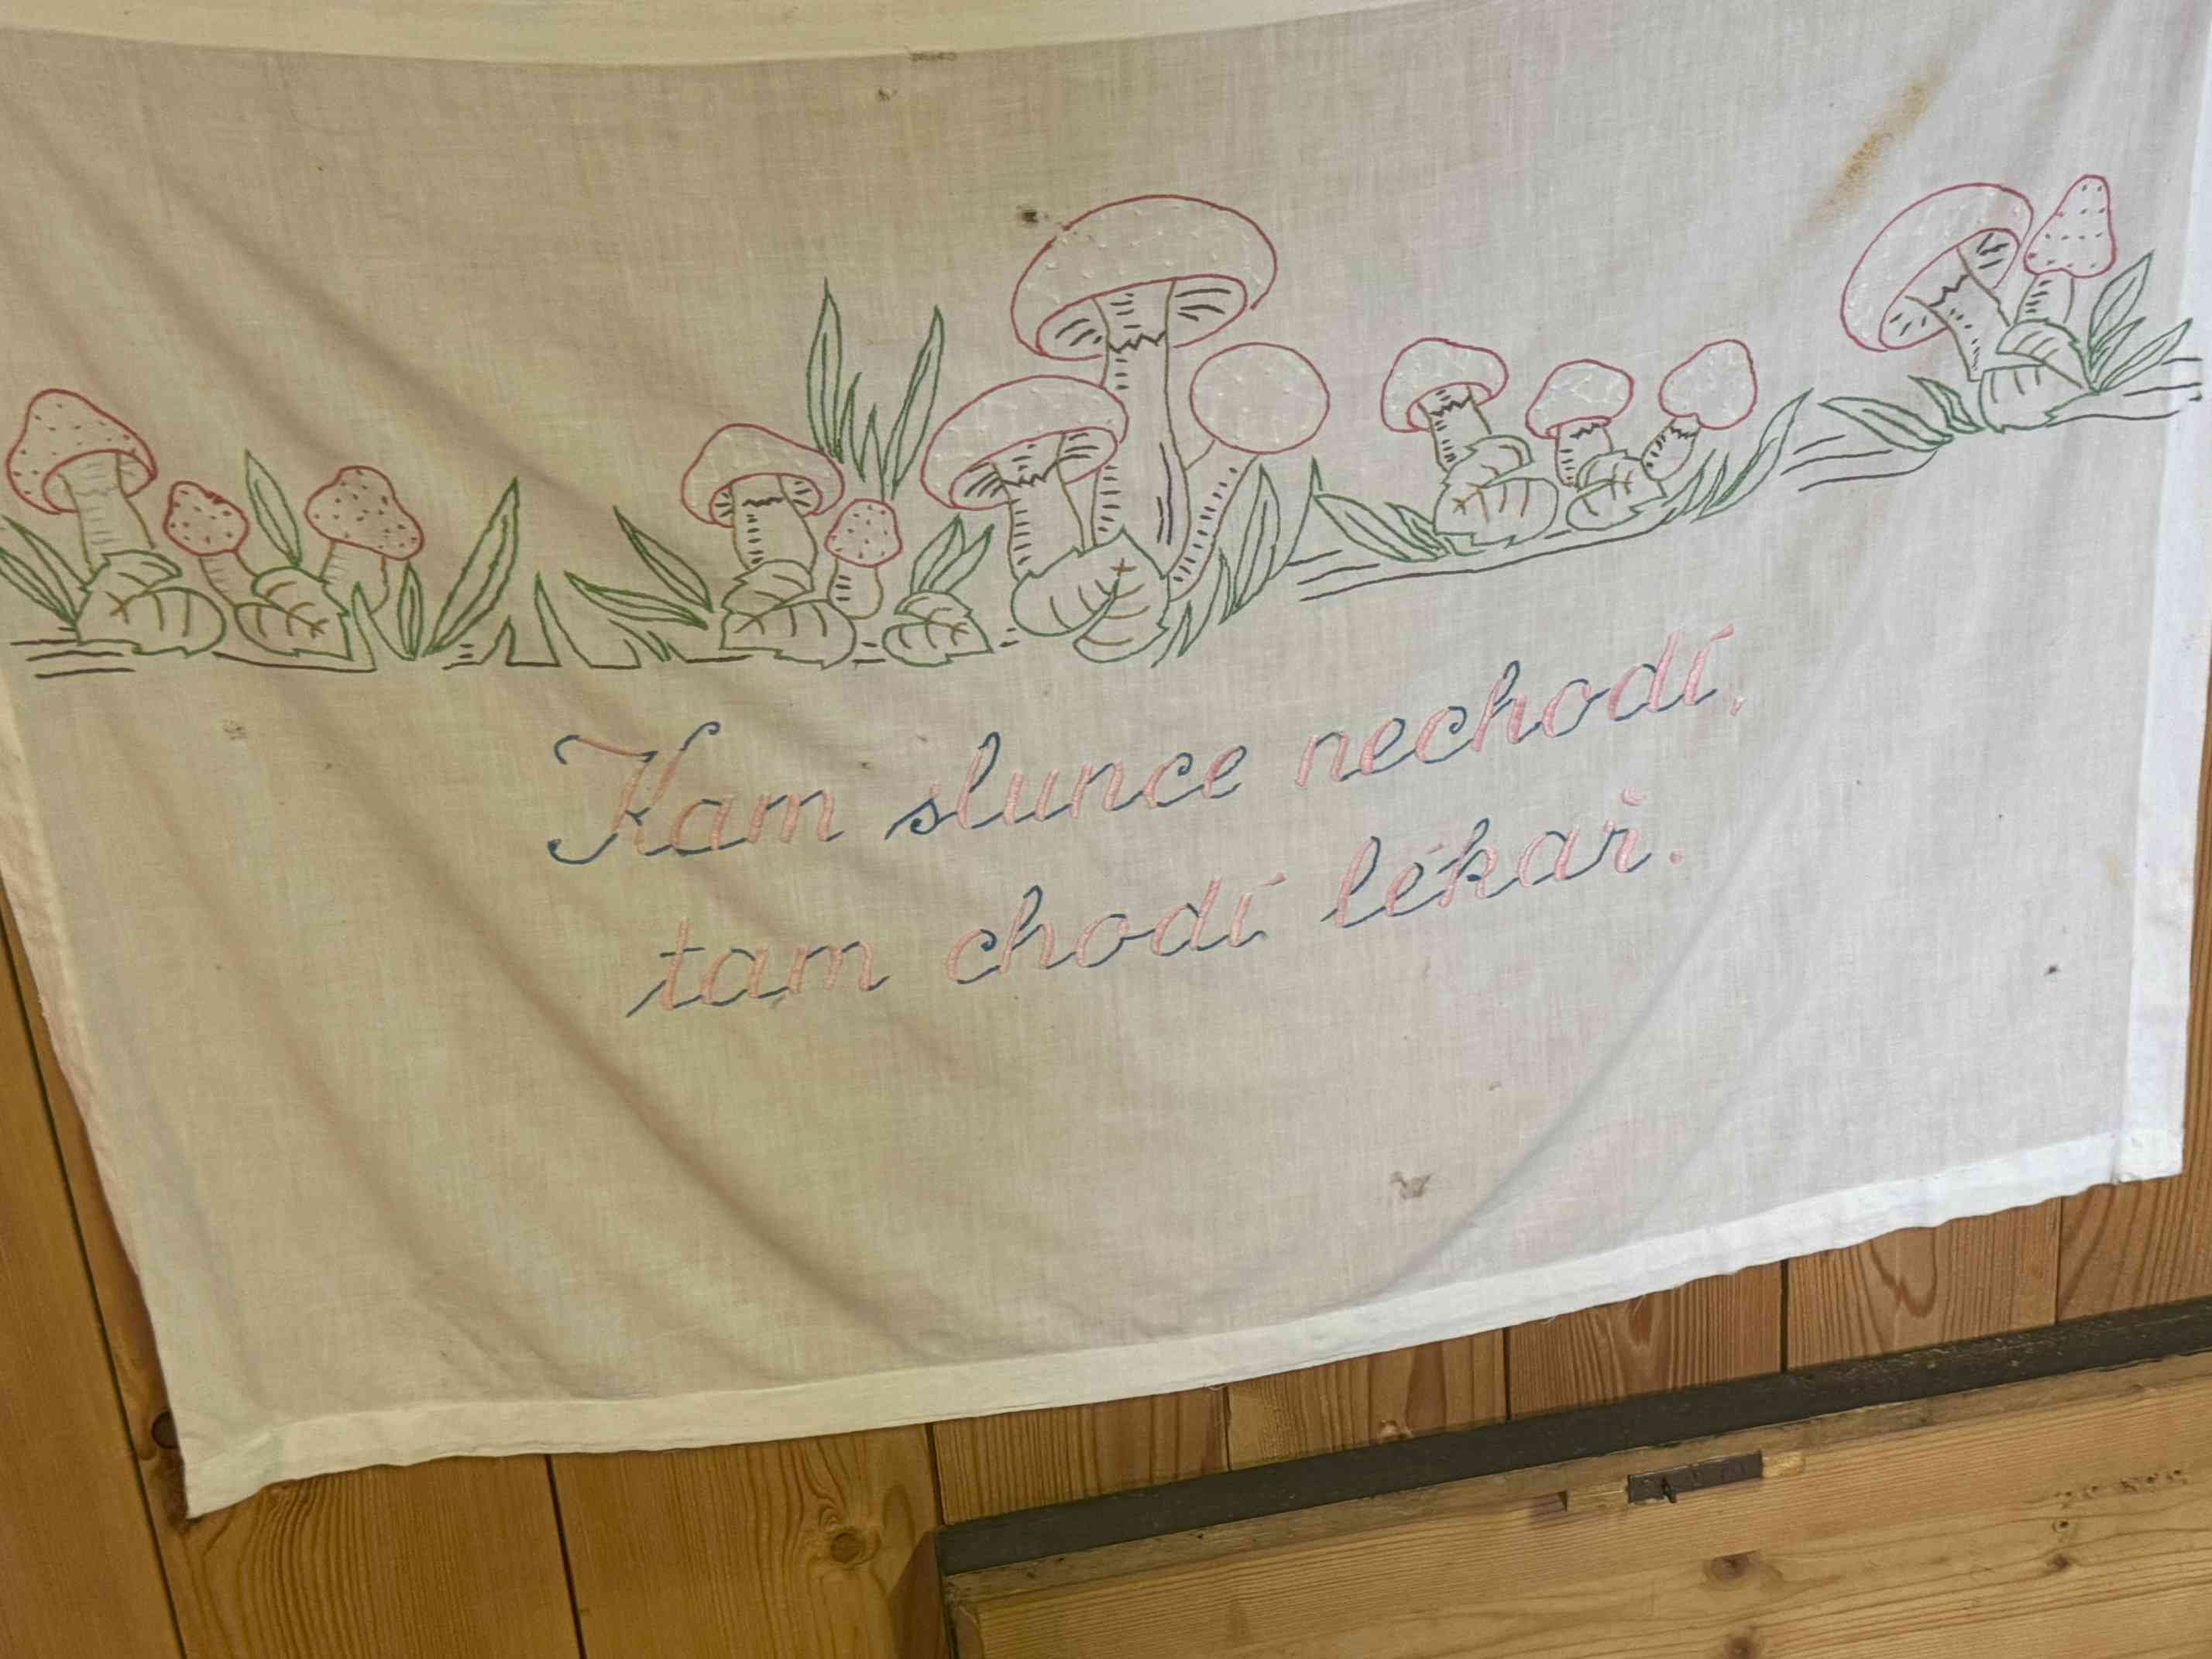 Kam slunce nechodí,
tam chodí lékař.